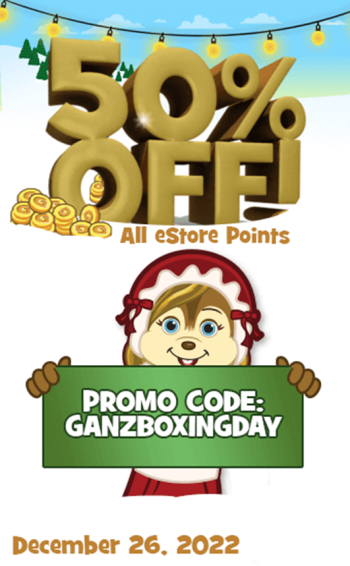 50%
OFF!
All eStore Points
PROMO CODE:
GANZBOXINGDAY
December 26, 2022